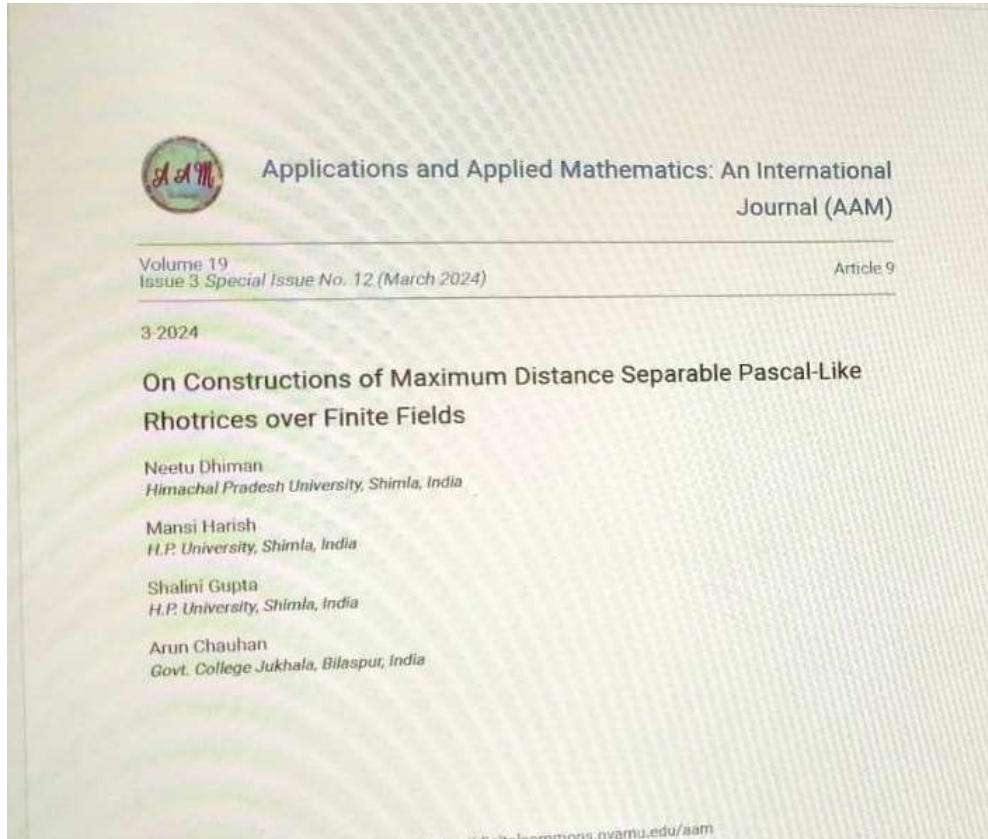 AAM
Applications and Applied Mathematics: An International
Journal (AAM)
Volume 19
Issue 3 Special Issue No. 12 (March 2024)
Article 9
3-2024
On Constructions of Maximum Distance Separable Pascal-Like
Rhotrices over Finite Fields
Neetu Dhiman
Himachal Pradesh University, Shimla, India
Mansi Harish
H.P. University, Shimla, India
Shalini Gupta
H.P. University, Shimla, India
Arun Chauhan
Govt. College Jukhala, Bilaspur, India